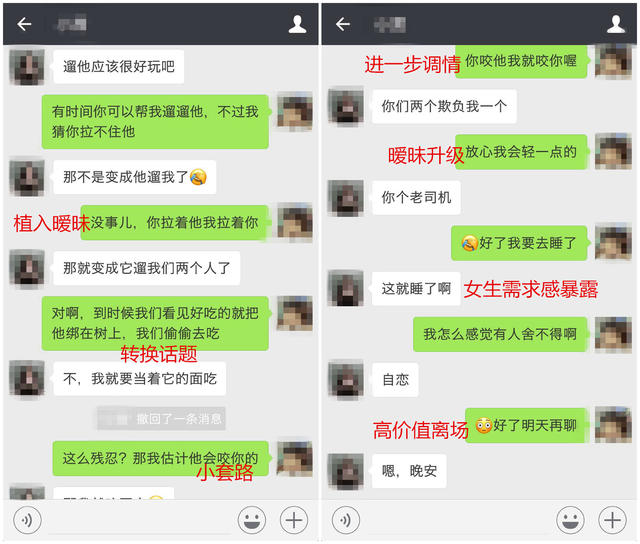 遛他应该很好玩吧
有时间你可以帮我遛遛他，不过我
猜你拉不住他
那不是变成他遛我了
植入暧昧
没事儿，你拉着他我拉着你
那就变成它遛我们两个人了
对啊，到时候我们看见好吃的就把
他绑在树上，我们偷偷去吃
转换话题
不，我就要当着它的面吃
撤回了一条消息
这么残忍？那我估计他会咬你的
小套路
进一步调情
你咬他我就咬你喔
你们两个欺负我一个
暧昧升级
放心我会轻一点的
你个老司机
好了我要去睡了
这就睡了啊
女生需求感暴露
我怎么感觉有人舍不得啊
自恋
高价值离场
好了明天再聊
嗯，晚安